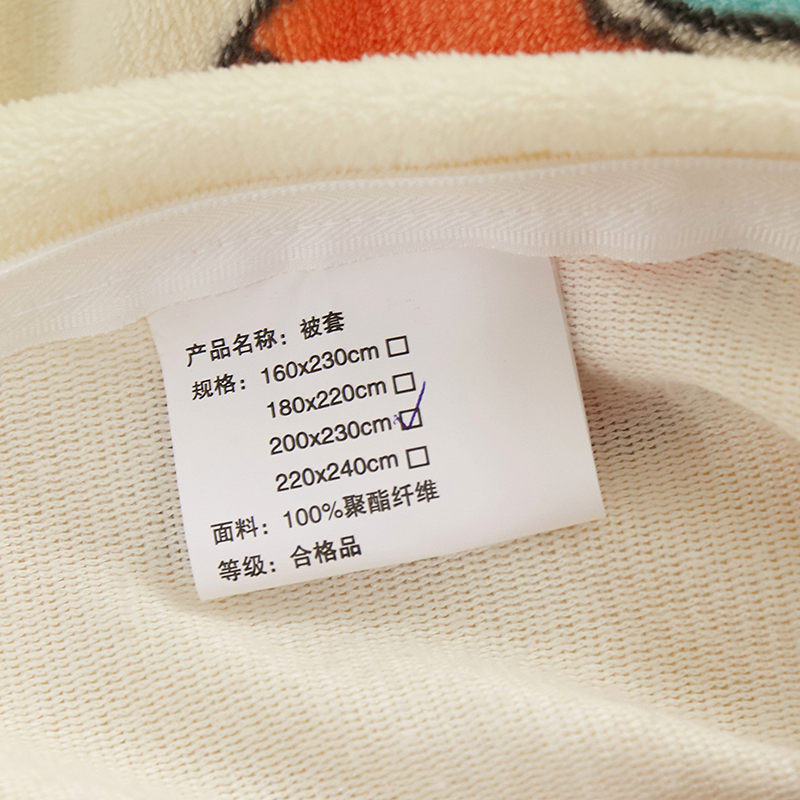 产品名称：被套
规格：160x230cm□
180x220cm□
200x230cm☑
220x240cm□
面料：100%聚酯纤维
等级：合格品